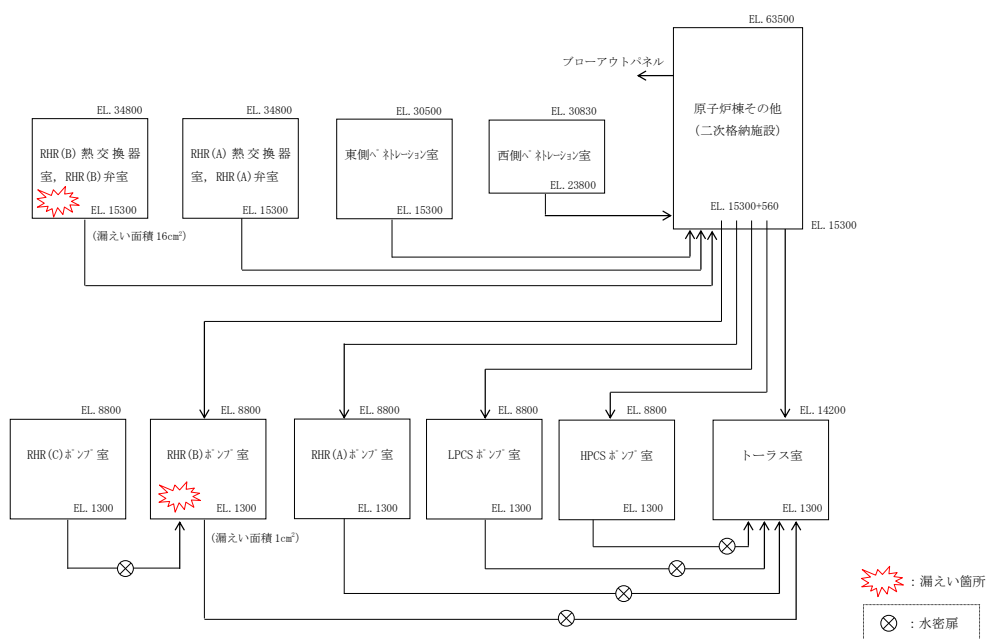 EL. 63500
ブローアウトパネル
原子炉棟その他
(二次格納施設)
EL. 15300+560
EL. 15300
EL. 34800
RHR(B) 熱交換器
室, RHR(B)弁室
EL. 15300
(漏えい面積 16cm²)
EL. 34800
RHR(A) 熱交換器
室, RHR(A)弁室
EL. 15300
EL. 30500
東側ペネトレーション室
EL. 15300
EL. 30830
西側ペネトレーション室
EL. 23800
EL. 8800
RHR(C)ポンプ室
EL. 1300
EL. 8800
RHR(B)ポンプ室
EL. 1300
(漏えい面積 1cm²)
EL. 8800
RHR(A)ポンプ室
EL. 1300
EL. 8800
LPCSポンプ室
EL. 1300
EL. 8800
HPCSポンプ室
EL. 1300
EL. 14200
トーラス室
EL. 1300
：漏えい箇所
：水密扉